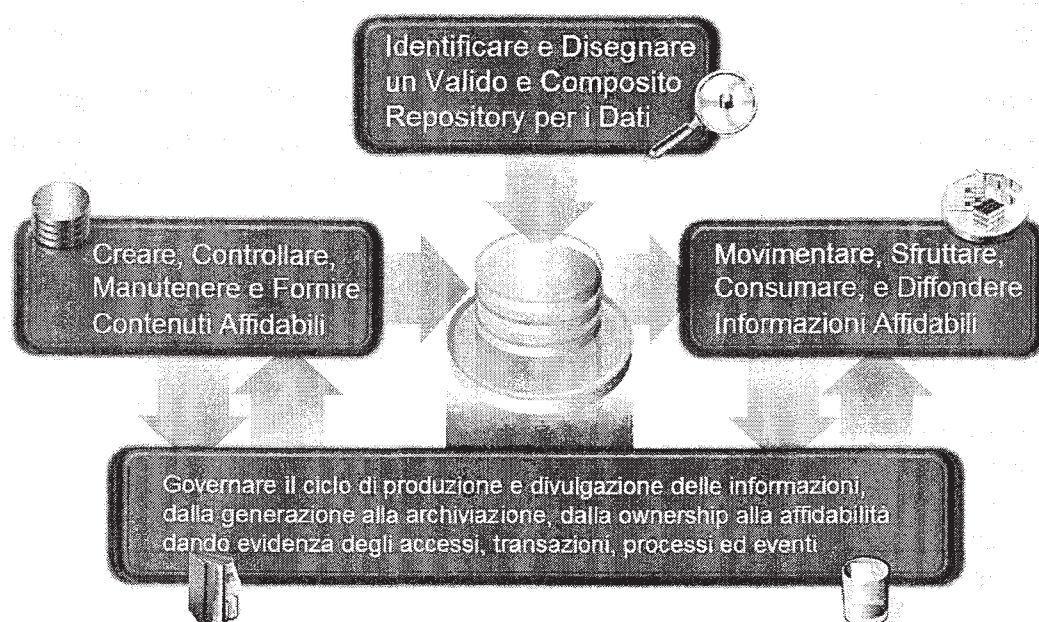 Identificare e Disegnare
un Valido e Composito
Repository per i Dati
Creare, Controllare,
Manutenere e Fornire
Contenuti Affidabili
Movimentare, Sfruttare,
Consumare, e Diffondere
Informazioni Affidabili
Governare il ciclo di produzione e divulgazione delle informazioni,
dalla generazione alla archiviazione, dalla ownership alla affidabilità
dando evidenza degli accessi, transazioni, processi ed eventi